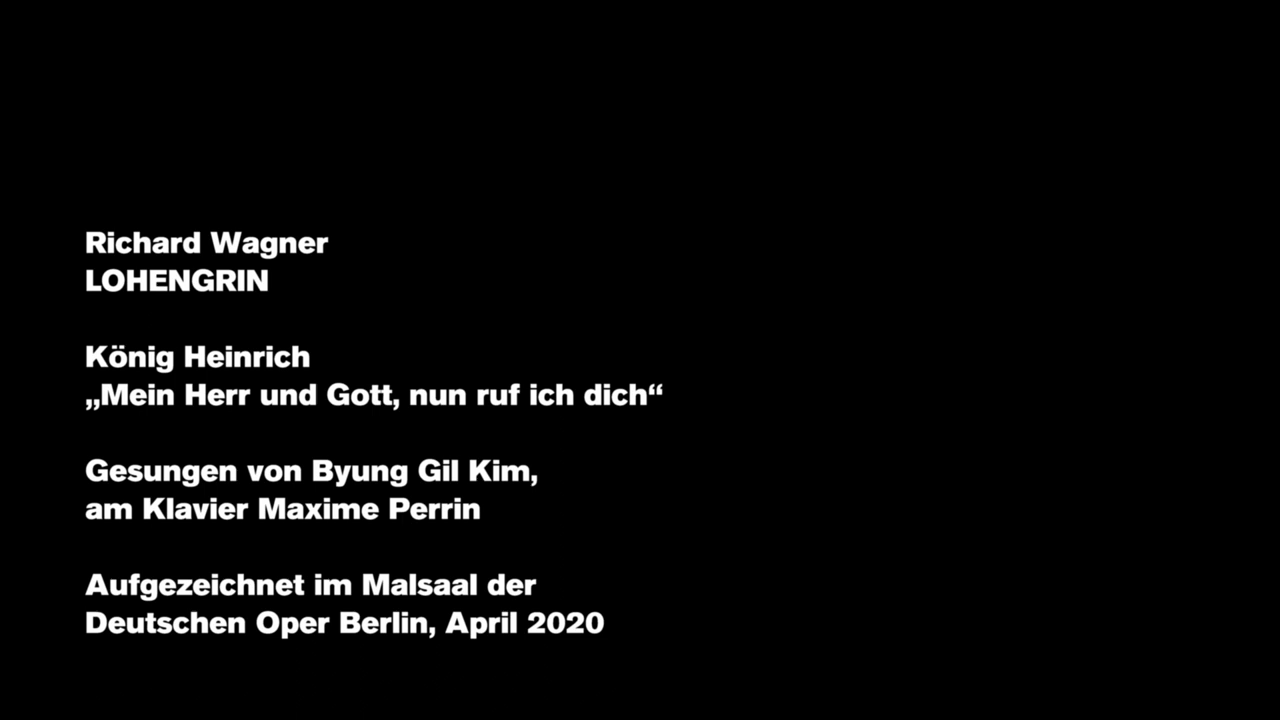 Richard Wagner
LOHENGRIN
König Heinrich
„Mein Herr und Gott, nun ruf ich dich“
Gesungen von Byung Gil Kim,
am Klavier Maxime Perrin
Aufgezeichnet im Malsaal der
Deutschen Oper Berlin, April 2020